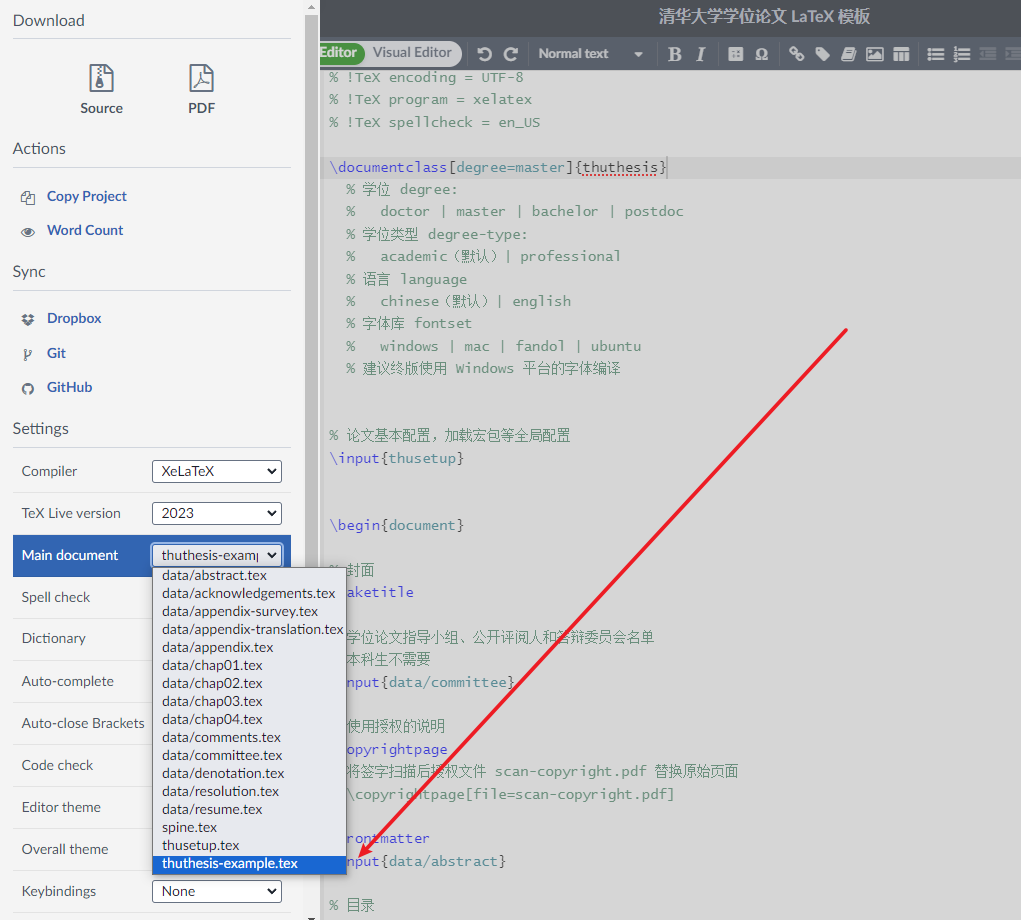 Download
Source
PDF
Actions
Copy Project
Word Count
Sync
Dropbox
Git
GitHub
Settings
Compiler
XeLaTeX
TeX Live version
2023
Main document
thuthesis-examp
data/abstract.tex
data/acknowledgements.tex
data/appendix-survey.tex
data/appendix-translation.tex
data/appendix.tex
data/chap01.tex
data/chap02.tex
data/chap03.tex
data/chap04.tex
data/comments.tex
data/committee.tex
data/denotation.tex
data/resolution.tex
data/resume.tex
spine.tex
thusetup.tex
thuthesis-example.tex
Spell check
Dictionary
Auto-complete
Auto-close Brackets
Code check
Editor theme
Overall theme
Keybindings
None
清华大学学位论文 LaTeX 模板
Editor
Visual Editor
Normal text
B I Ω
% !TeX encoding = UTF-8
% !TeX program = xelatex
% !TeX spellcheck = en_US
\documentclass[degree=master]{thuthesis}
% 学位 degree:
% doctor | master | bachelor | postdoc
% 学位类型 degree-type:
% academic（默认）| professional
% 语言 language
% chinese（默认）| english
% 字体库 fontset
% windows | mac | fandol | ubuntu
% 建议终版使用 Windows 平台的字体编译
% 论文基本配置，加载宏包等全局配置
\input{thusetup}
\begin{document}
% 封面
aketitle
学位论文指导小组、公开评阅人和答辩委员会名单
本科生不需要
nput{data/committee}
使用授权的说明
opyrightpage
将签字扫描后授权文件 scan-copyright.pdf 替换原始页面
\copyrightpage[file=scan-copyright.pdf]
rontmatter
nput{data/abstract}
% 目录